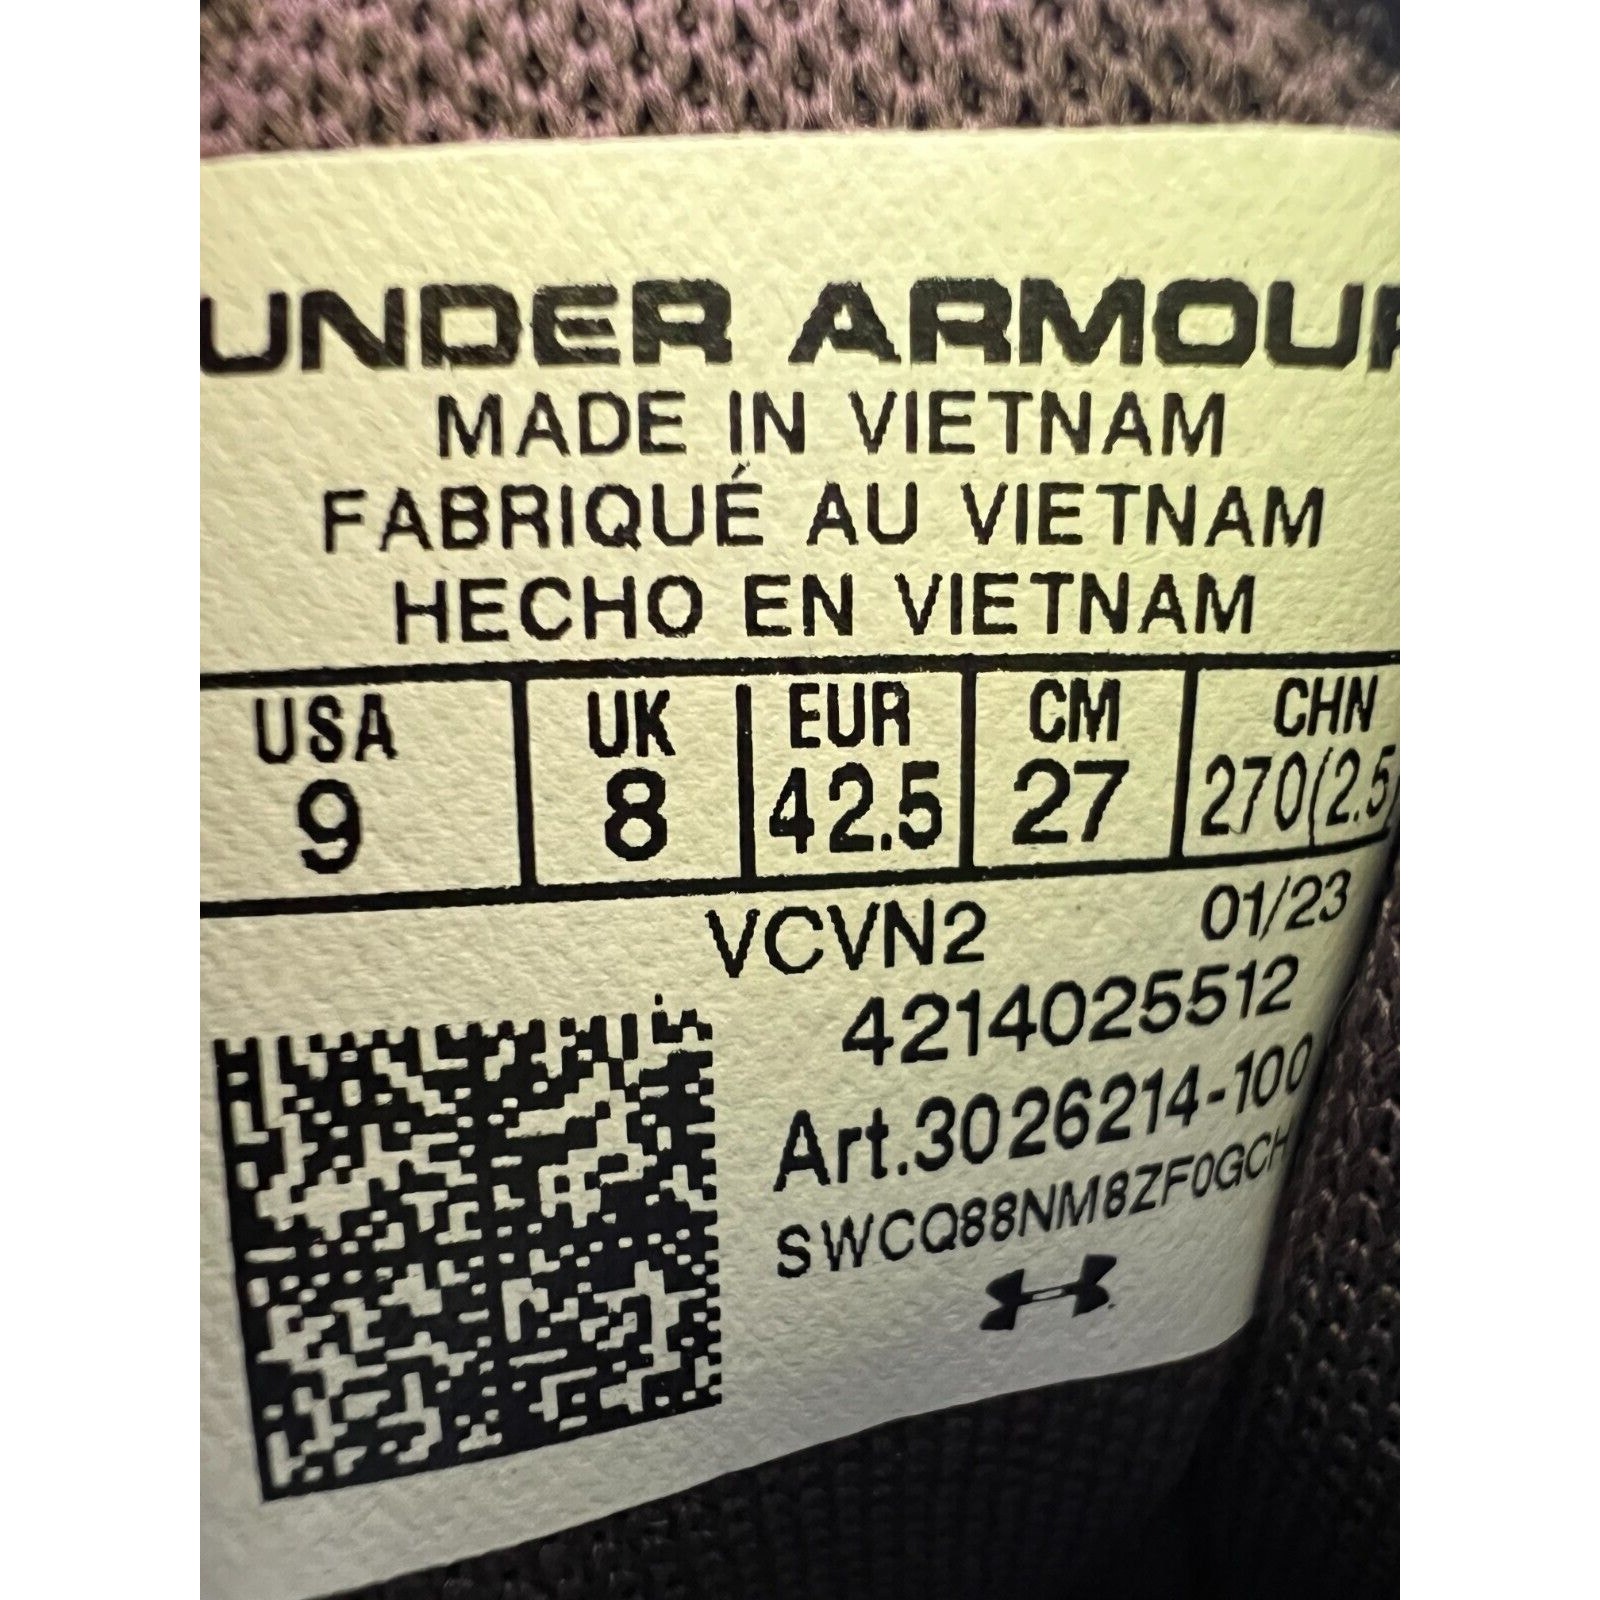 UNDER ARMOUR
MADE IN VIETNAM
FABRIQUÉ AU VIETNAM
HECHO EN VIETNAM
USA UK EUR CM CHN
9 8 42.5 27 270(2.5)
VCVN2 01/23
4214025512
Art.3026214-100
SWCQ88NM8ZF0GCH